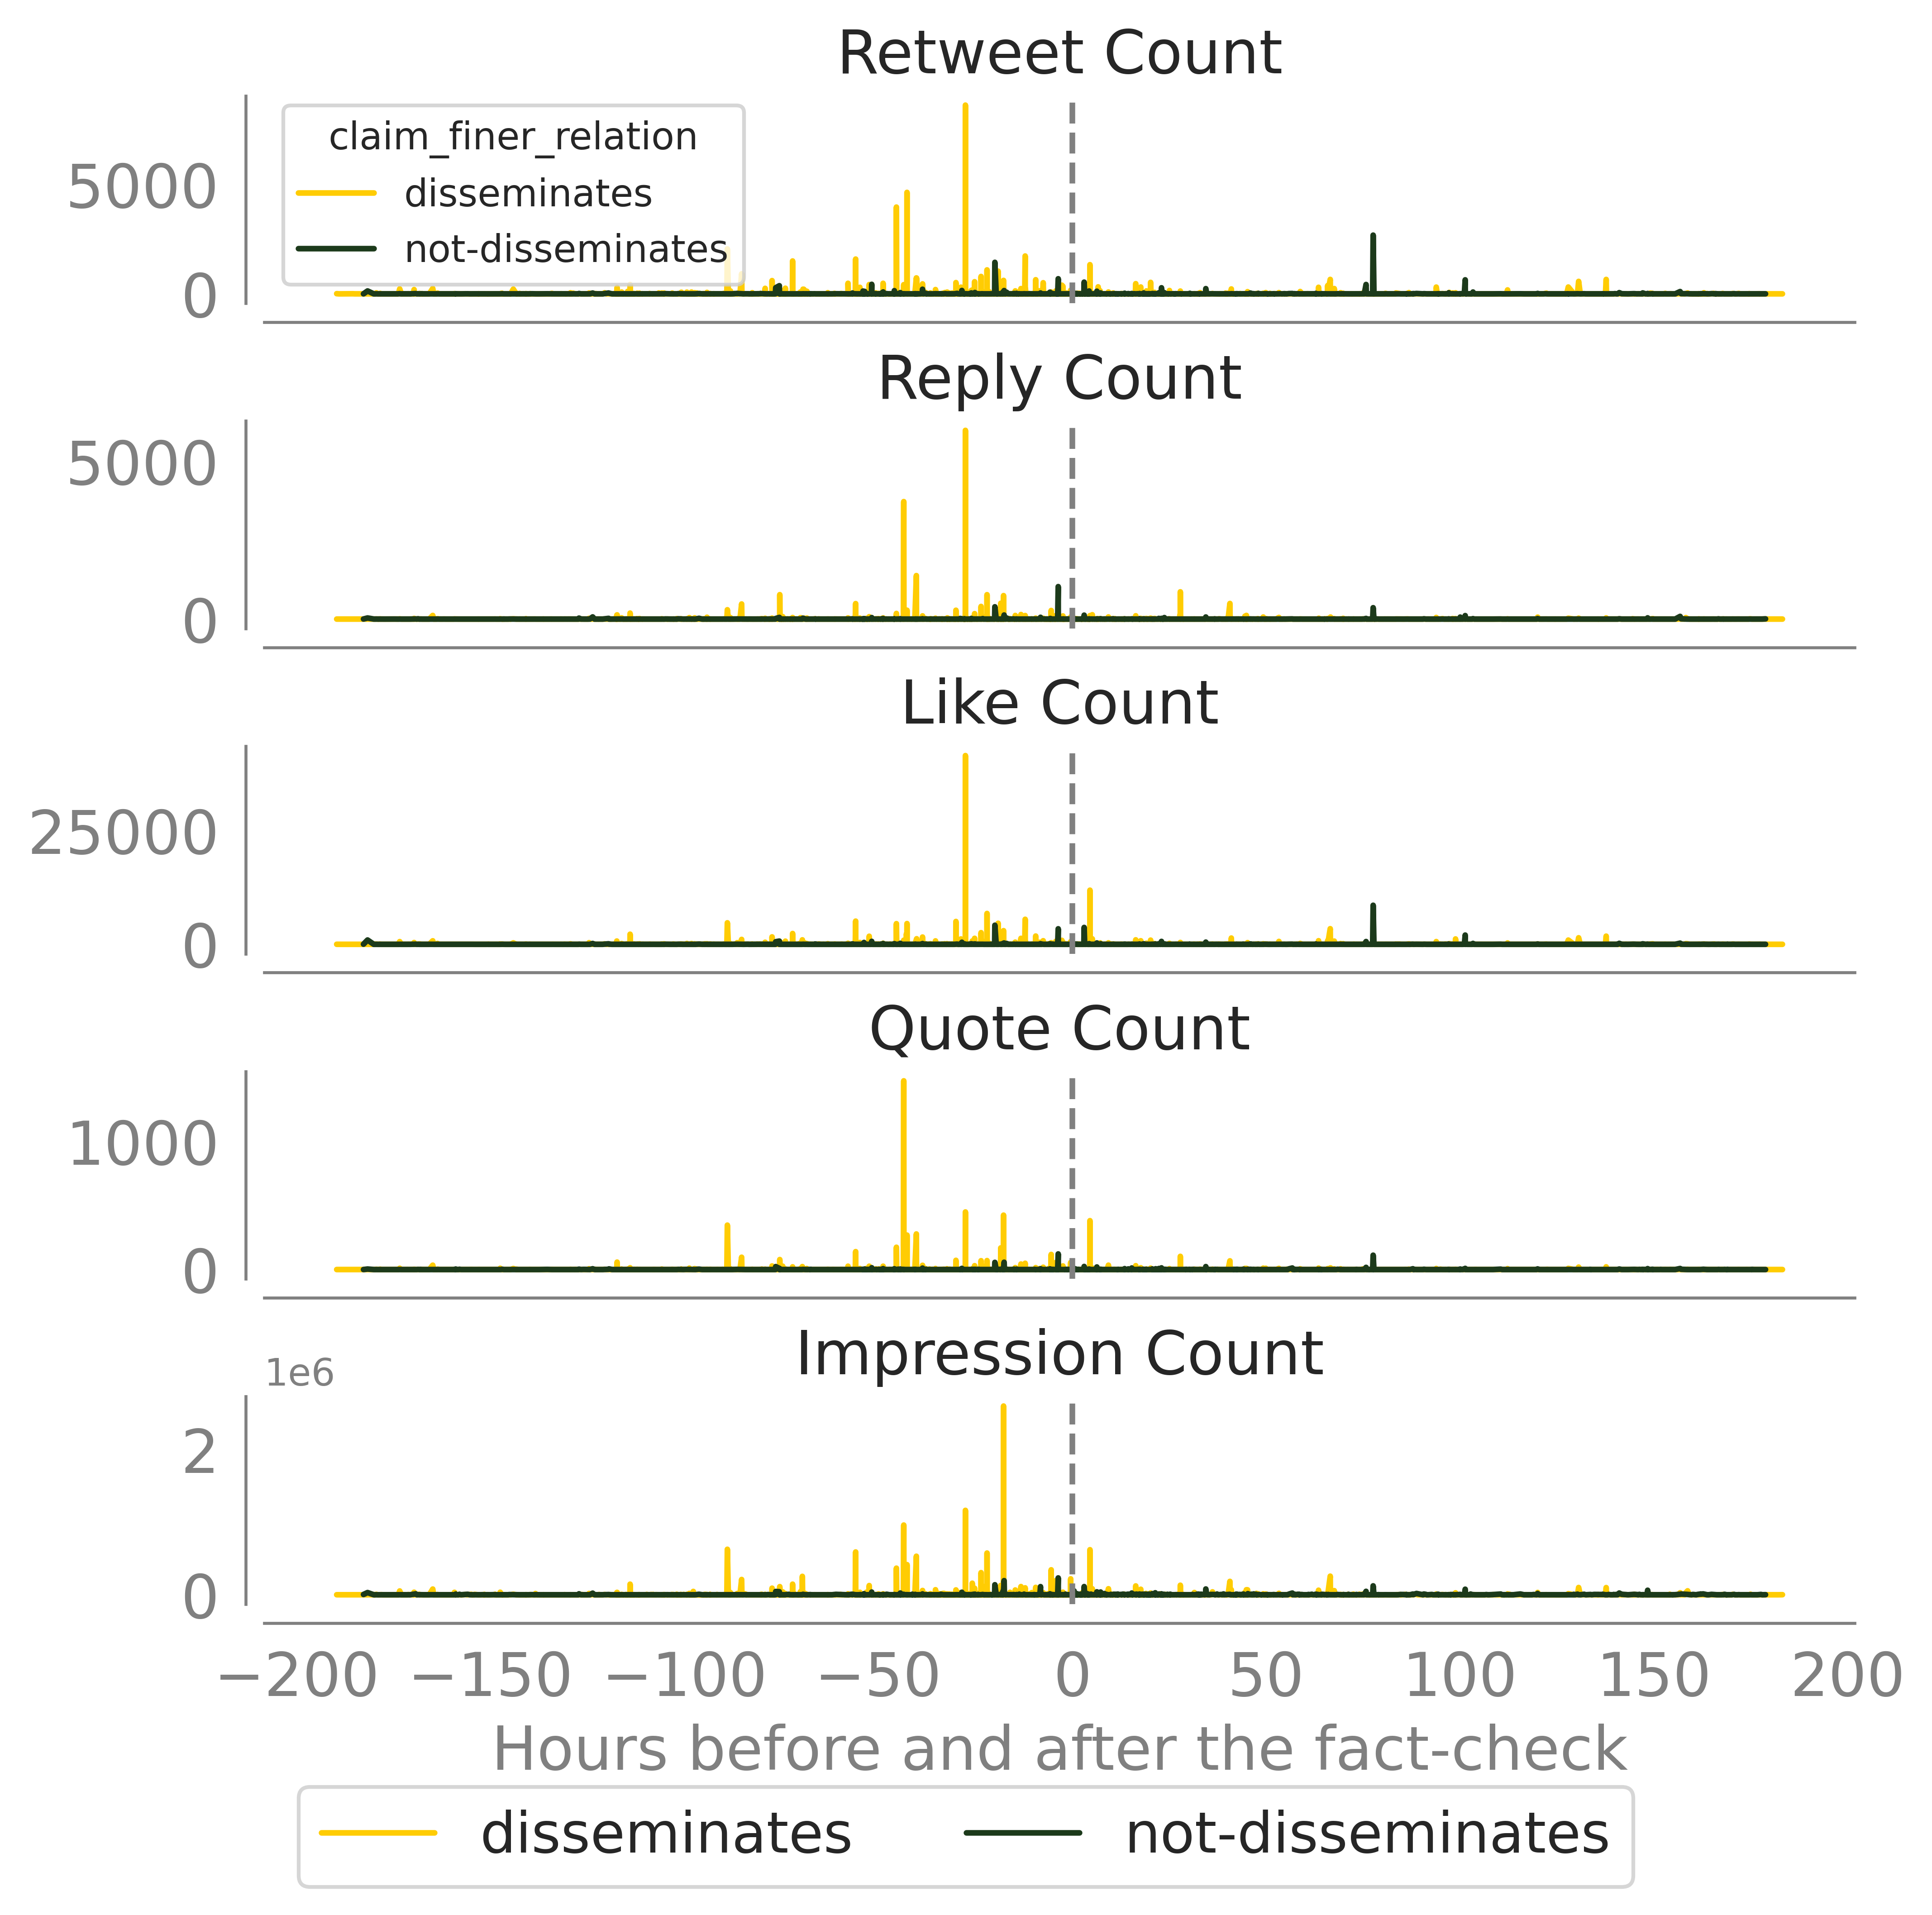 Retweet Count
claim_finer_relation
disseminates
not-disseminates
5000
0
Reply Count
5000
0
Like Count
25000
0
Quote Count
1000
0
Impression Count
1e6
2
0
−200 −150 −100 −50 0 50 100 150 200
Hours before and after the fact-check
disseminates not-disseminates